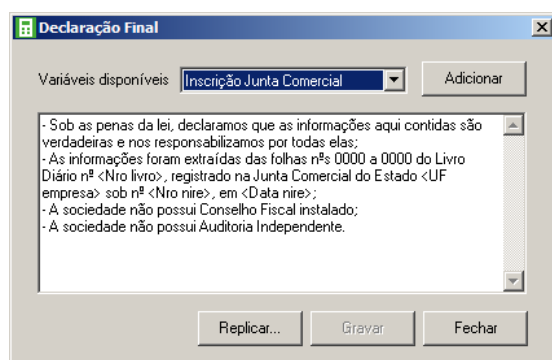 Declaração Final
Variáveis disponíveis Inscrição Junta Comercial Adicionar
- Sob as penas da lei, declaramos que as informações aqui contidas são
verdadeiras e nos responsabilizamos por todas elas;
- As informações foram extraídas das folhas nºs 0000 a 0000 do Livro
Diário nº <Nro livro>, registrado na Junta Comercial do Estado <UF
empresa> sob nº <Nro nire>, em <Data nire>;
- A sociedade não possui Conselho Fiscal instalado;
- A sociedade não possui Auditoria Independente.
Replicar... Gravar Fechar